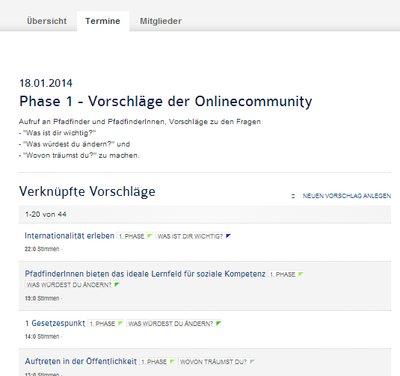 Übersicht Termine Mitglieder
18.01.2014
Phase 1 - Vorschläge der Onlinecommunity
Aufruf an Pfadfinder und PfadfinderInnen, Vorschläge zu den Fragen
- "Was ist dir wichtig?"
- "Was würdest du ändern?" und
- "Wovon träumst du?" zu machen.
Verknüpfte Vorschläge
NEUEN VORSCHLAG ANLEGEN
1-20 von 44
Internationalität erleben 1. PHASE WAS IST DIR WICHTIG?
22:0 Stimmen ·
PfadfinderInnen bieten das ideale Lernfeld für soziale Kompetenz 1. PHASE
WAS WÜRDEST DU ÄNDERN?
19:0 Stimmen ·
1 Gesetzespunkt 1. PHASE WAS WÜRDEST DU ÄNDERN?
14:0 Stimmen ·
Auftreten in der Öffentlichkeit 1. PHASE WOVON TRÄUMST DU?